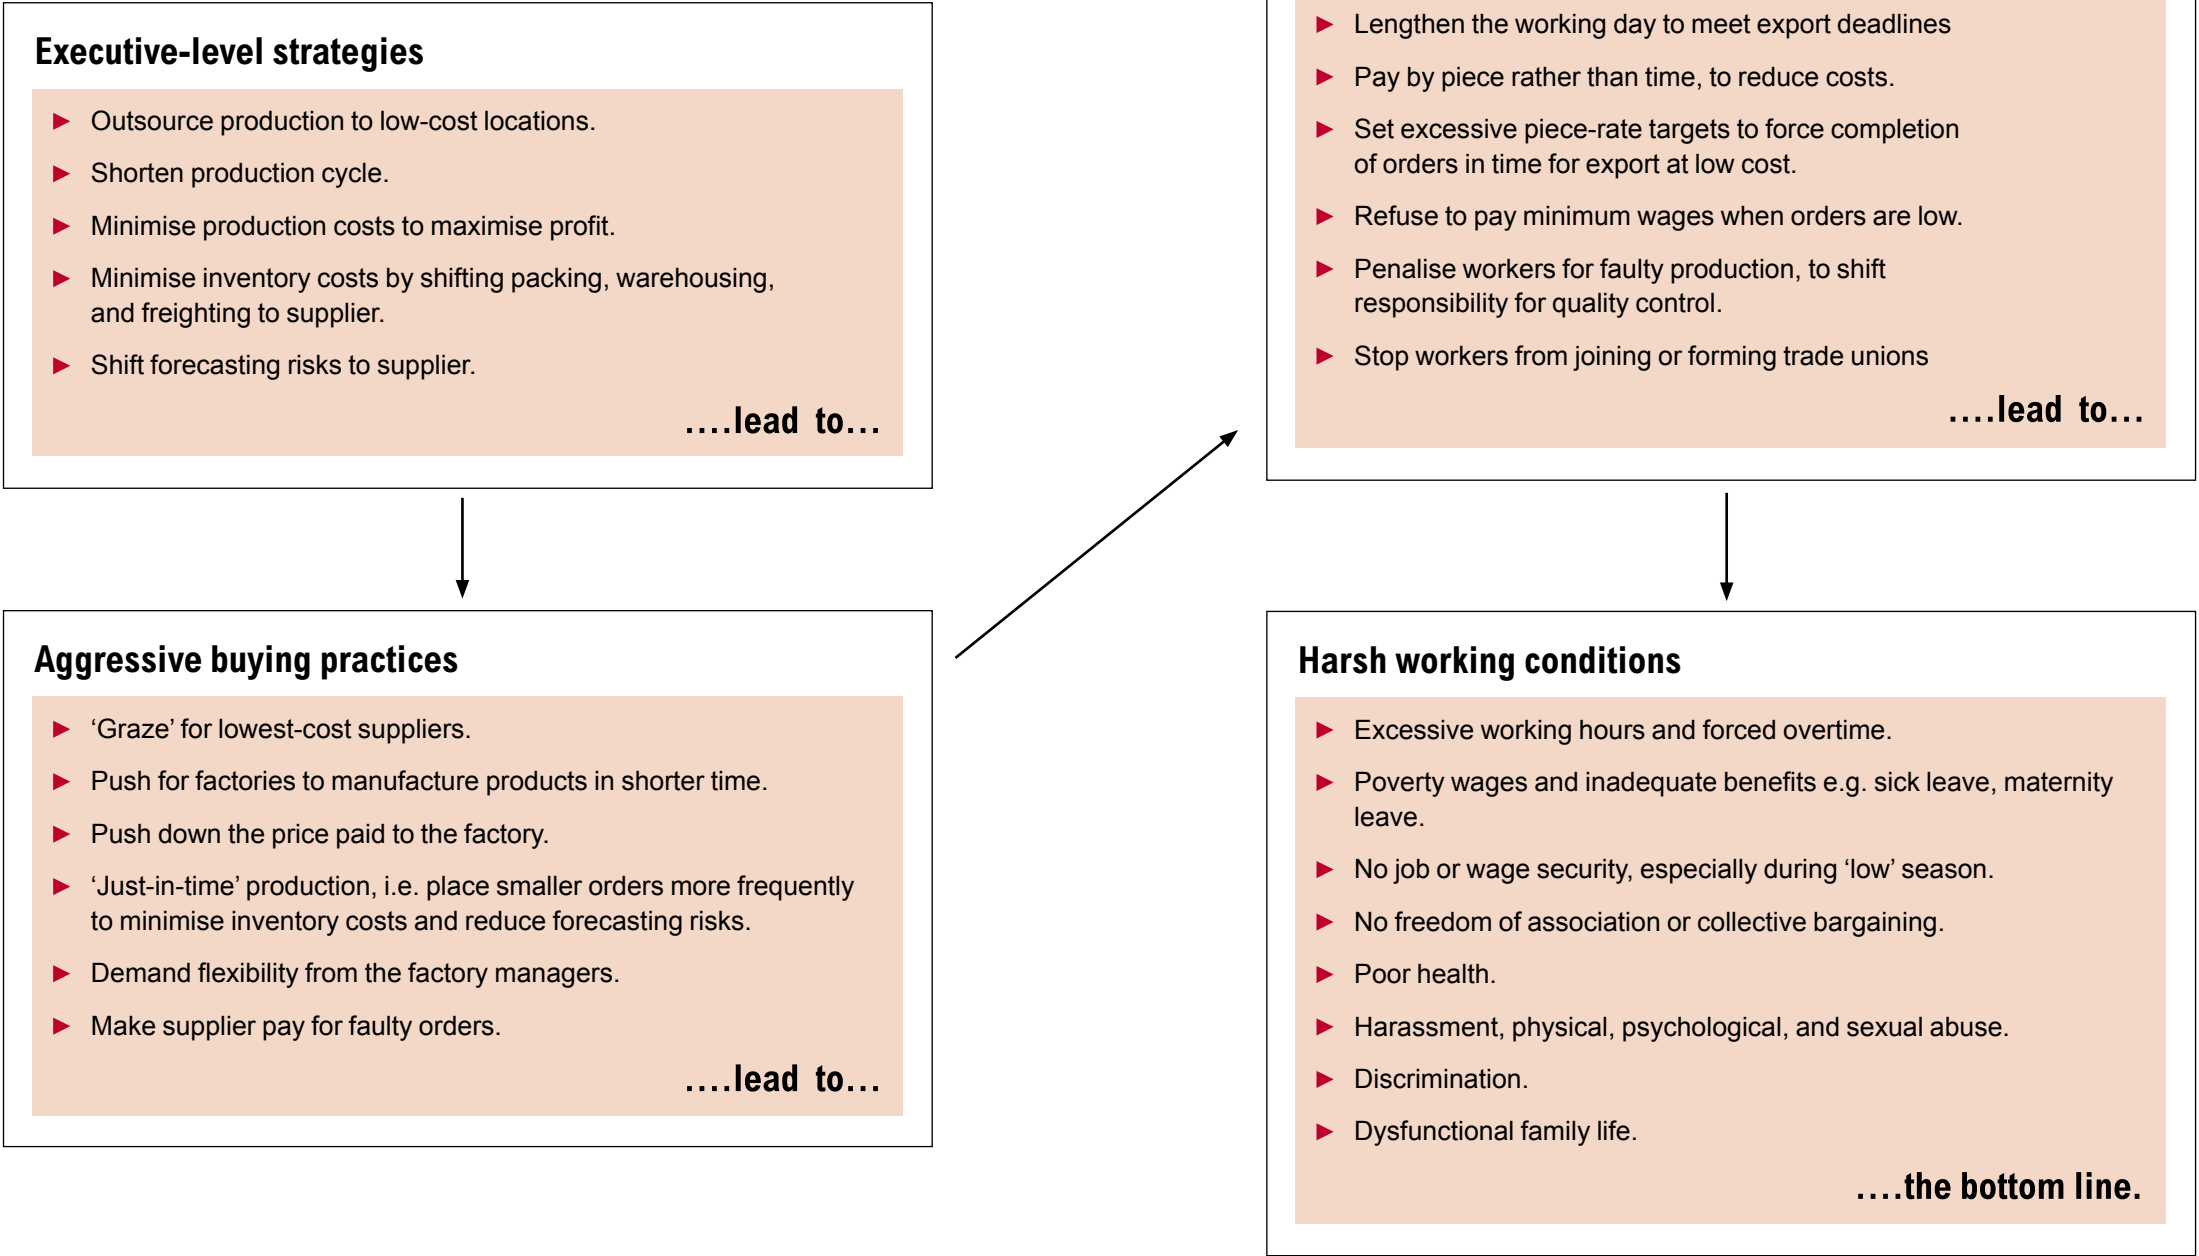 Executive-level strategies
► Outsource production to low-cost locations.
► Shorten production cycle.
► Minimise production costs to maximise profit.
► Minimise inventory costs by shifting packing, warehousing,
and freighting to supplier.
► Shift forecasting risks to supplier.
....lead to...
Aggressive buying practices
► ‘Graze’ for lowest-cost suppliers.
► Push for factories to manufacture products in shorter time.
► Push down the price paid to the factory.
► ‘Just-in-time’ production, i.e. place smaller orders more frequently
to minimise inventory costs and reduce forecasting risks.
► Demand flexibility from the factory managers.
► Make supplier pay for faulty orders.
....lead to...
► Lengthen the working day to meet export deadlines
► Pay by piece rather than time, to reduce costs.
► Set excessive piece-rate targets to force completion
of orders in time for export at low cost.
► Refuse to pay minimum wages when orders are low.
► Penalise workers for faulty production, to shift
responsibility for quality control.
► Stop workers from joining or forming trade unions
....lead to...
Harsh working conditions
► Excessive working hours and forced overtime.
► Poverty wages and inadequate benefits e.g. sick leave, maternity
leave.
► No job or wage security, especially during ‘low’ season.
► No freedom of association or collective bargaining.
► Poor health.
► Harassment, physical, psychological, and sexual abuse.
► Discrimination.
► Dysfunctional family life.
....the bottom line.